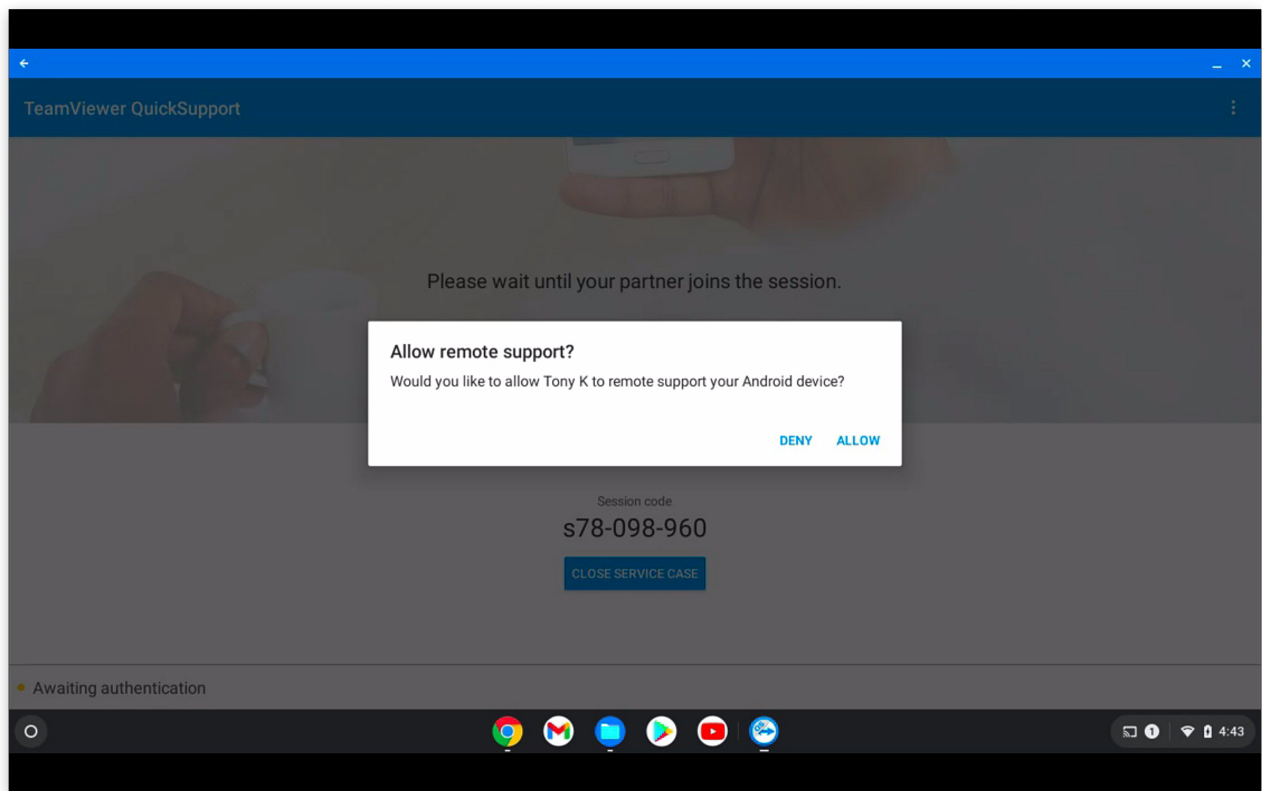 TeamViewer QuickSupport
Please wait until your partner joins the session.
Allow remote support?
Would you like to allow Tony K to remote support your Android device?
DENY ALLOW
Session code
s78-098-960
CLOSE SERVICE CASE
Awaiting authentication
1 4:43